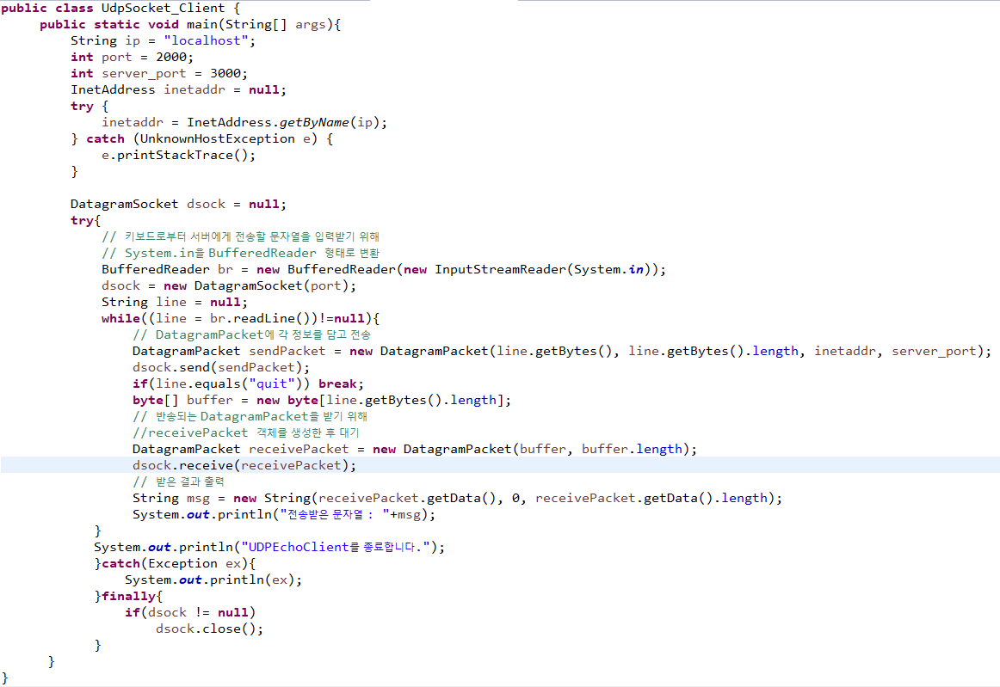 public class UdpSocket_Client {
public static void main(String[] args){
String ip = "localhost";
int port = 2000;
int server_port = 3000;
InetAddress inetaddr = null;
try {
inetaddr = InetAddress.getByName(ip);
} catch (UnknownHostException e) {
e.printStackTrace();
}
DatagramSocket dsock = null;
try{
// 키보드로부터 서버에게 전송할 문자열을 입력받기 위해
// System.in을 BufferedReader 형태로 변환
BufferedReader br = new BufferedReader(new InputStreamReader(System.in));
dsock = new DatagramSocket(port);
String line = null;
while((line = br.readLine())!=null){
// DatagramPacket에 각 정보를 담고 전송
DatagramPacket sendPacket = new DatagramPacket(line.getBytes(), line.getBytes().length, inetaddr, server_port);
dsock.send(sendPacket);
if(line.equals("quit")) break;
byte[] buffer = new byte[line.getBytes().length];
// 반송되는 DatagramPacket을 받기 위해
//receivePacket 객체를 생성한 후 대기
DatagramPacket receivePacket = new DatagramPacket(buffer, buffer.length);
dsock.receive(receivePacket);
// 받은 결과 출력
String msg = new String(receivePacket.getData(), 0, receivePacket.getData().length);
System.out.println("전송받은 문자열 : "+msg);
}
System.out.println("UDPEchoClient를 종료합니다.");
}catch(Exception ex){
System.out.println(ex);
}finally{
if(dsock != null)
dsock.close();
}
}
}